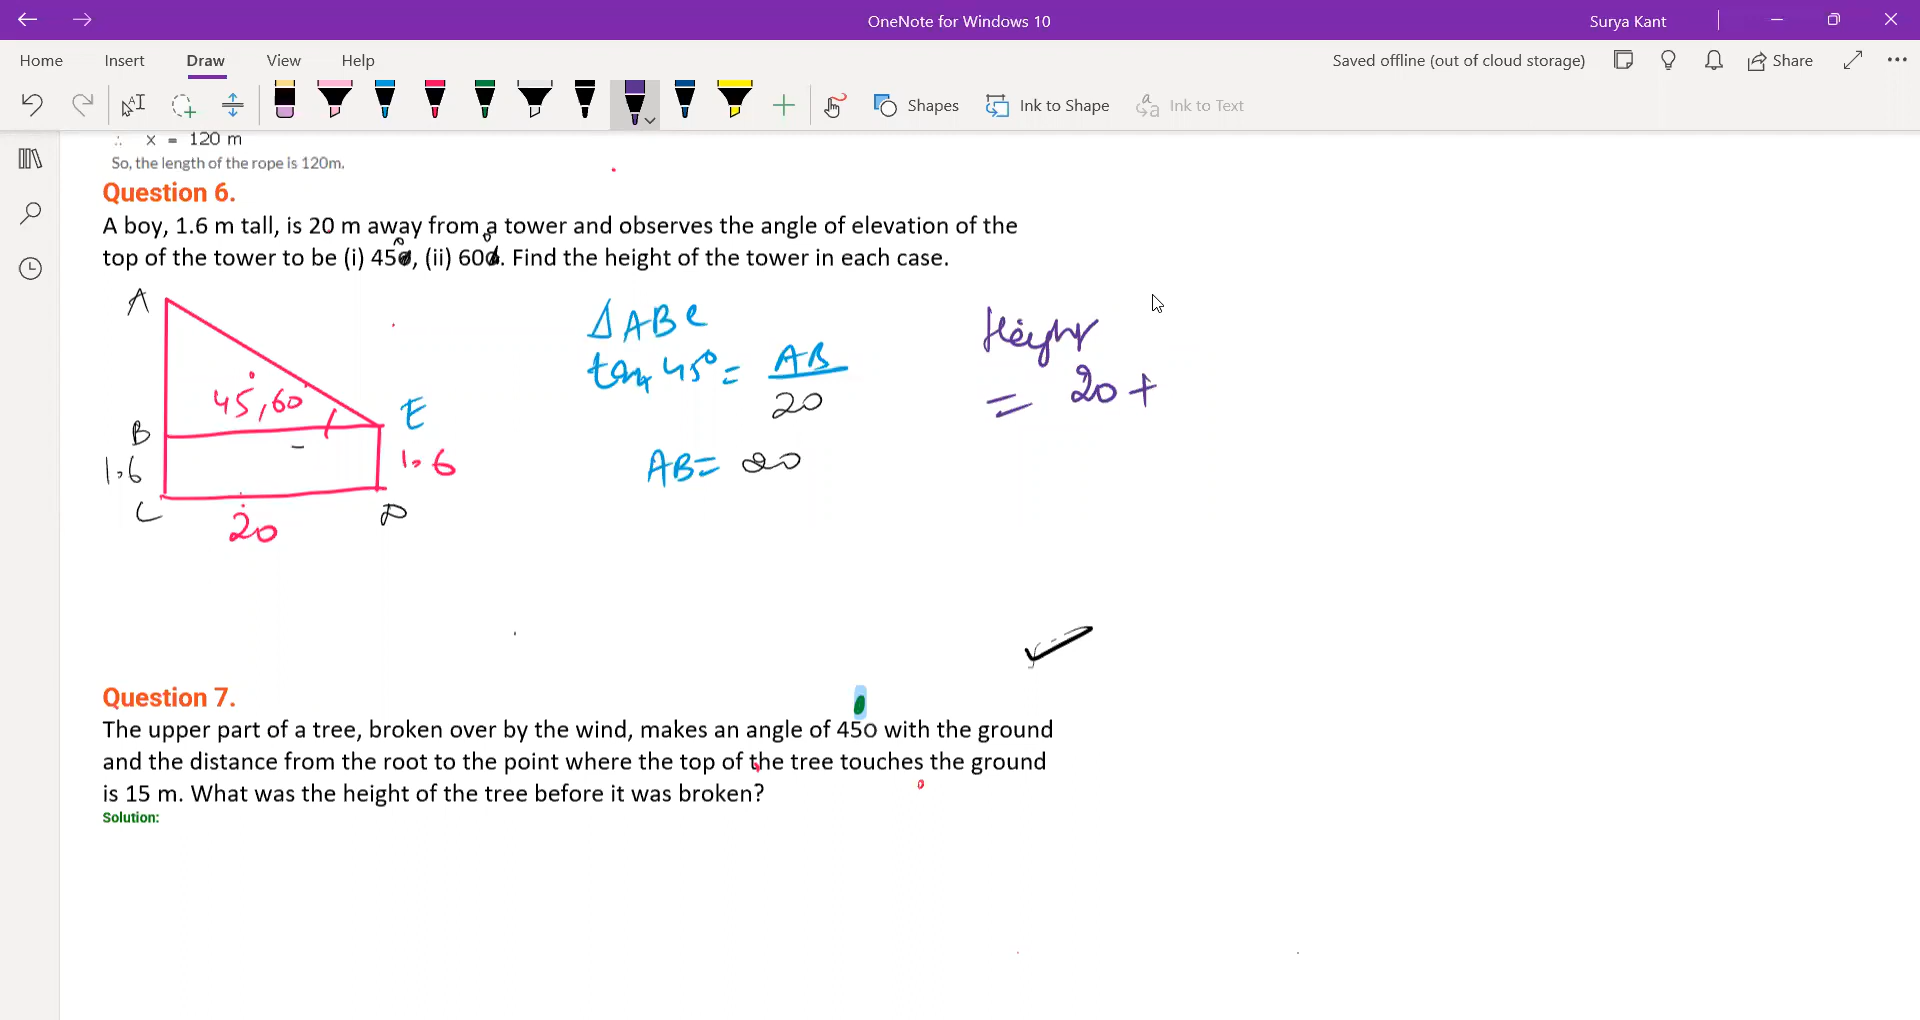 OneNote for Windows 10
Surya Kant
Home Insert Draw View Help
Saved offline (out of cloud storage)
Share
Shapes
Ink to Shape
Ink to Text
∴ x = 120 m
So, the length of the rope is 120m.
Question 6.
A boy, 1.6 m tall, is 20 m away from a tower and observes the angle of elevation of the
top of the tower to be (i) 45°, (ii) 60°. Find the height of the tower in each case.
A
45, 60
B
E
1.6
1.6
C
D
20
Δ ABE
tan 45° = AB
20
AB = 20
Height
= 20 +
Question 7.
The upper part of a tree, broken over by the wind, makes an angle of 45o with the ground
and the distance from the root to the point where the top of the tree touches the ground
is 15 m. What was the height of the tree before it was broken?
Solution: